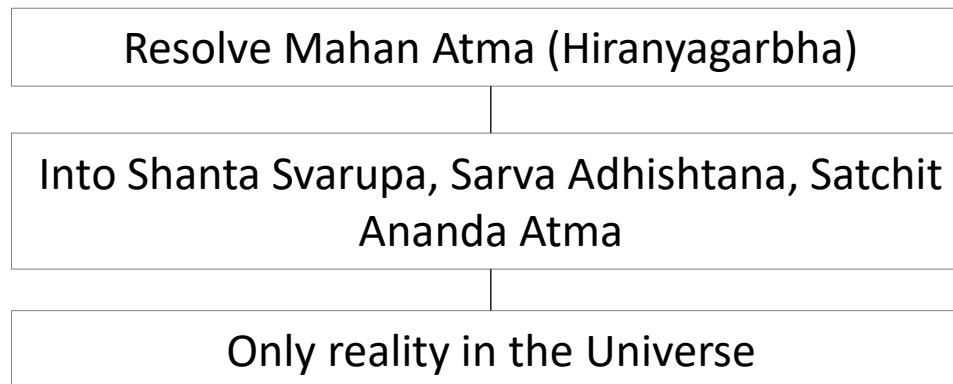 Resolve Mahan Atma (Hiranyagarbha)
Into Shanta Svarupa, Sarva Adhishtana, Satchit
Ananda Atma
Only reality in the Universe